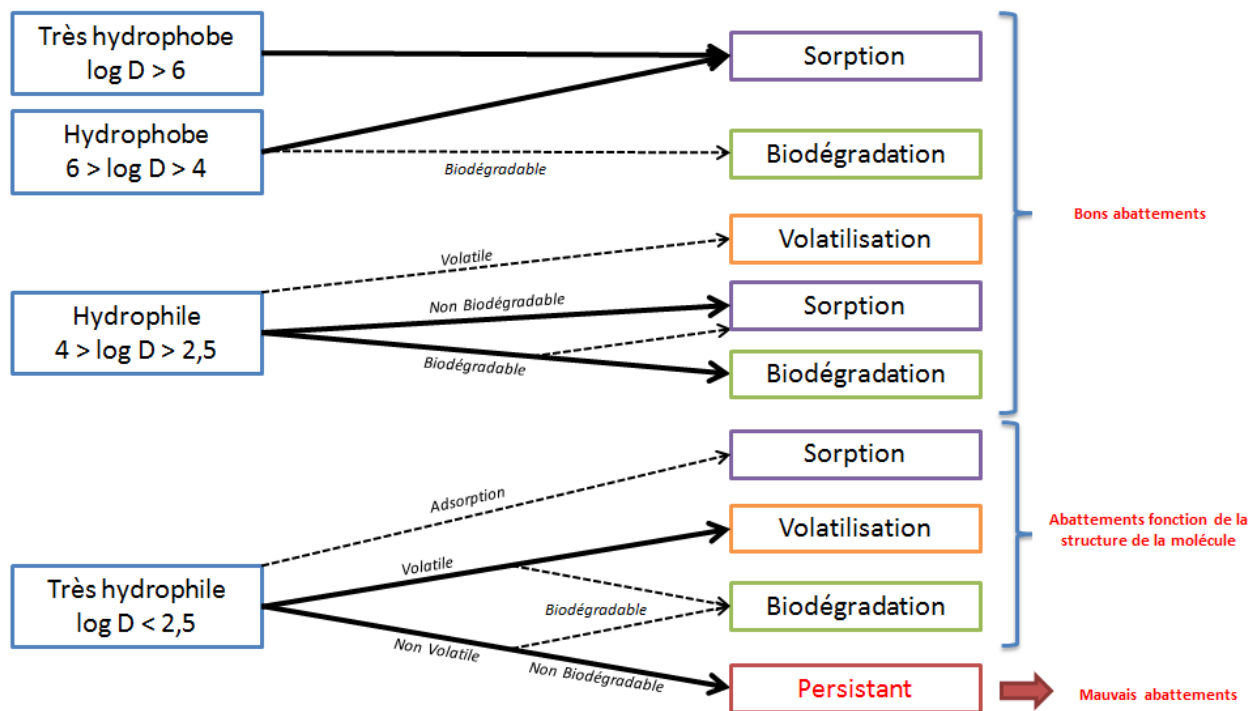 Très hydrophobe
log D > 6
Sorption
Hydrophobe
6 > log D > 4
Biodégradable
Biodégradation
Bons abattements
Volatile
Volatilisation
Hydrophile
4 > log D > 2,5
Non Biodégradable
Sorption
Biodégradable
Biodégradation
Adsorption
Sorption
Très hydrophile
log D < 2,5
Volatile
Volatilisation
Abattements fonction de la
structure de la molécule
Biodégradable
Biodégradation
Non Volatile
Non Biodégradable
Persistant
Mauvais abattements